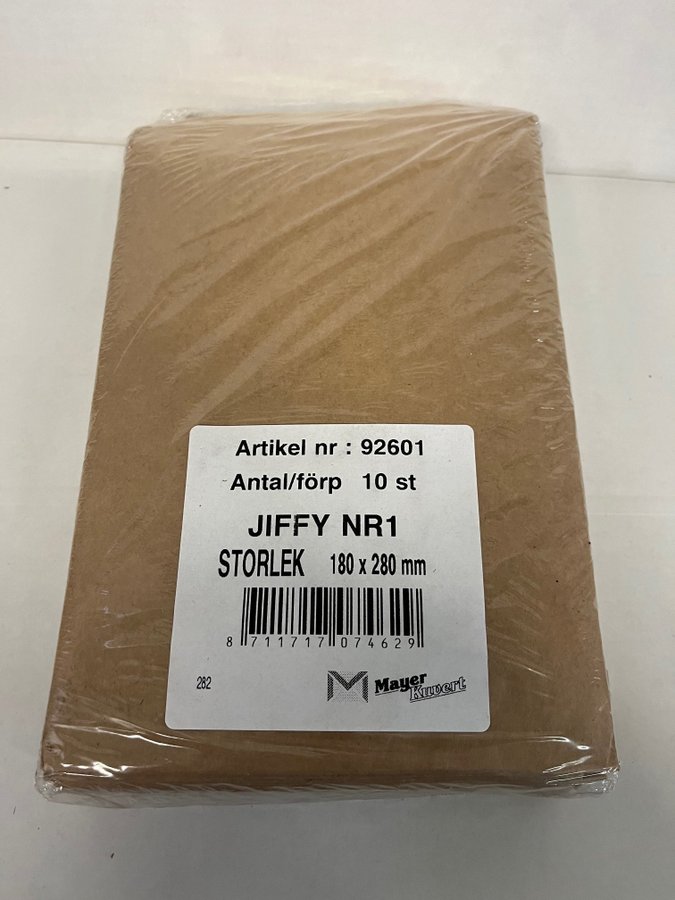 Artikel nr : 92601
Antal/förp 10 st
JIFFY NR1
STORLEK 180 x 280 mm
8 711717 074629
282
M Mayer
Kuvert